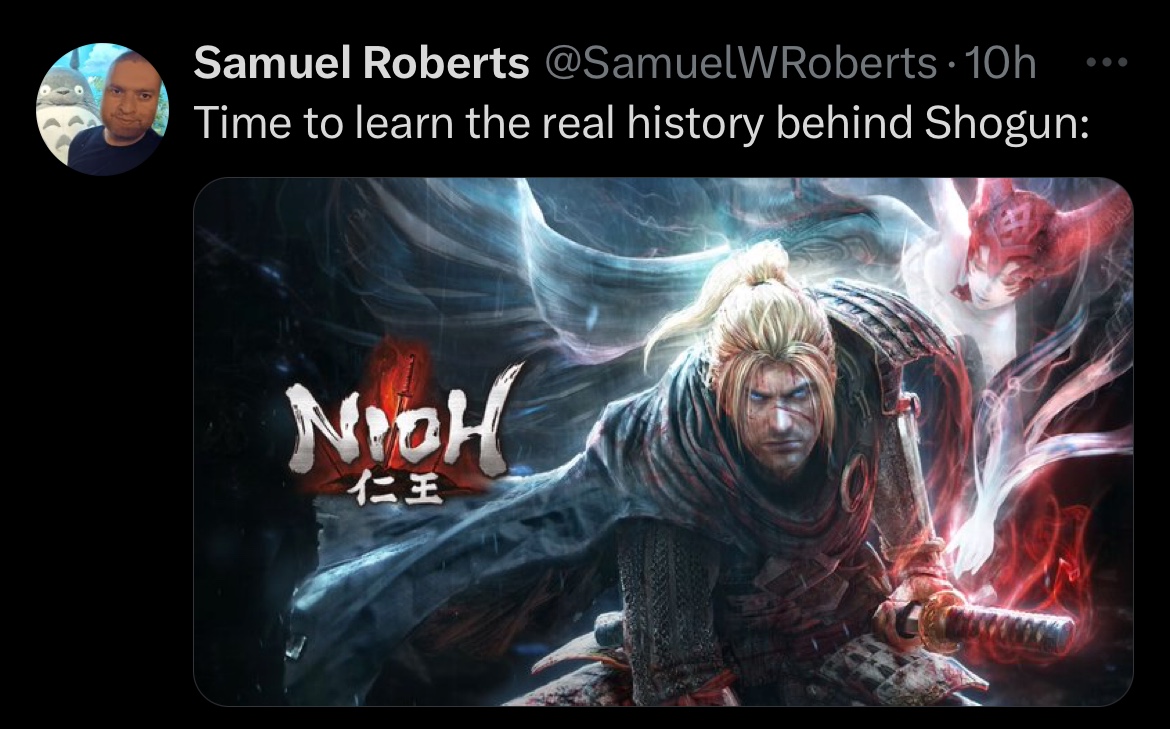 Samuel Roberts @SamuelWRoberts · 10h
Time to learn the real history behind Shogun:
NIOH
仁王